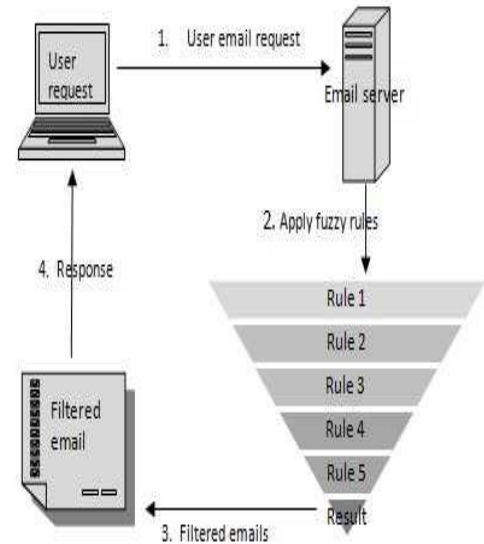 1. User email request
User
request
Email server
2. Apply fuzzy rules
4. Response
Rule 1
Rule 2
Rule 3
Rule 4
Rule 5
Result
Filtered
email
3. Filtered emails